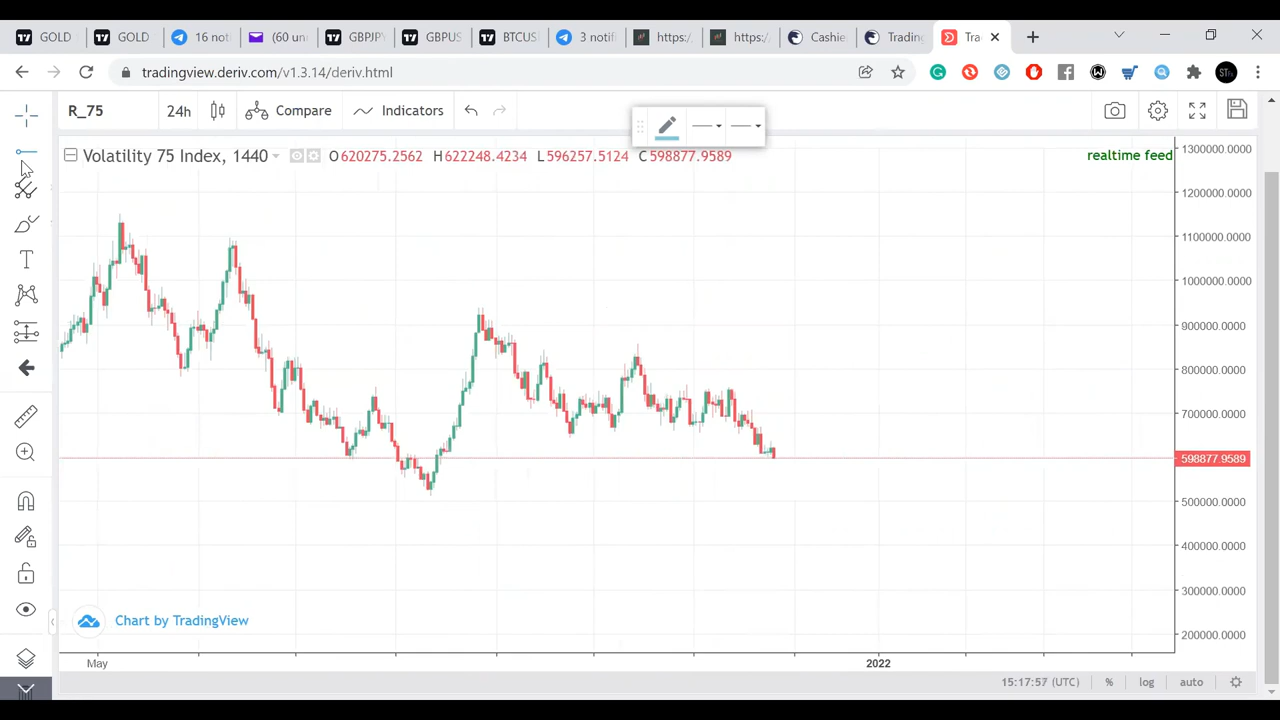 GOLD
GOLD
16 not
(60 un
GBPJPY
GBPUS
BTCUS
3 notif
https:/
https:/
Cashie
Trading
Tra
tradingview.deriv.com/v1.3.14/deriv.html
R_75
24h
Compare
Indicators
Volatility 75 Index, 1440
O620275.2562 H622248.4234 L596257.5124 C598877.9589
realtime feed
1300000.0000
1200000.0000
1100000.0000
1000000.0000
900000.0000
800000.0000
700000.0000
598877.9589
500000.0000
400000.0000
300000.0000
200000.0000
Chart by TradingView
May
2022
15:17:57 (UTC)
%
log
auto